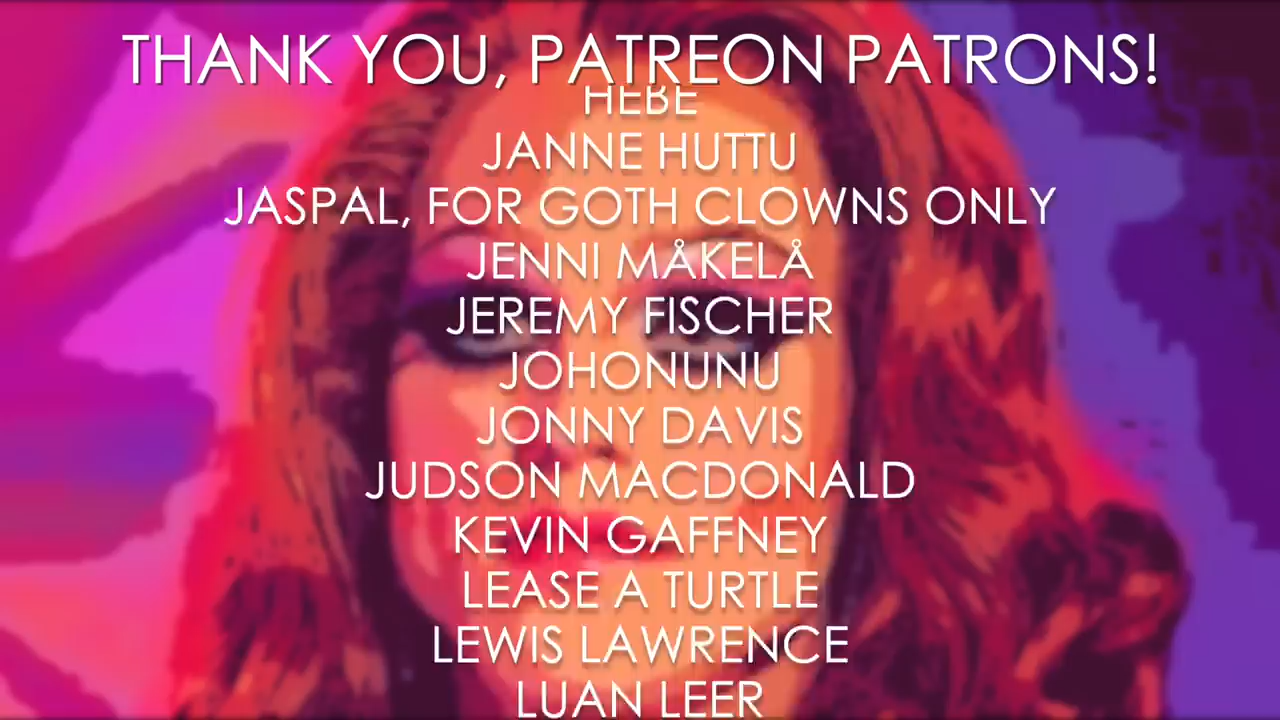 THANK YOU, PATREON PATRONS!
HERE
JANNE HUTTU
JASPAL, FOR GOTH CLOWNS ONLY
JENNI MÅKELÅ
JEREMY FISCHER
JOHONUNU
JONNY DAVIS
JUDSON MACDONALD
KEVIN GAFFNEY
LEASE A TURTLE
LEWIS LAWRENCE
LUAN LEER